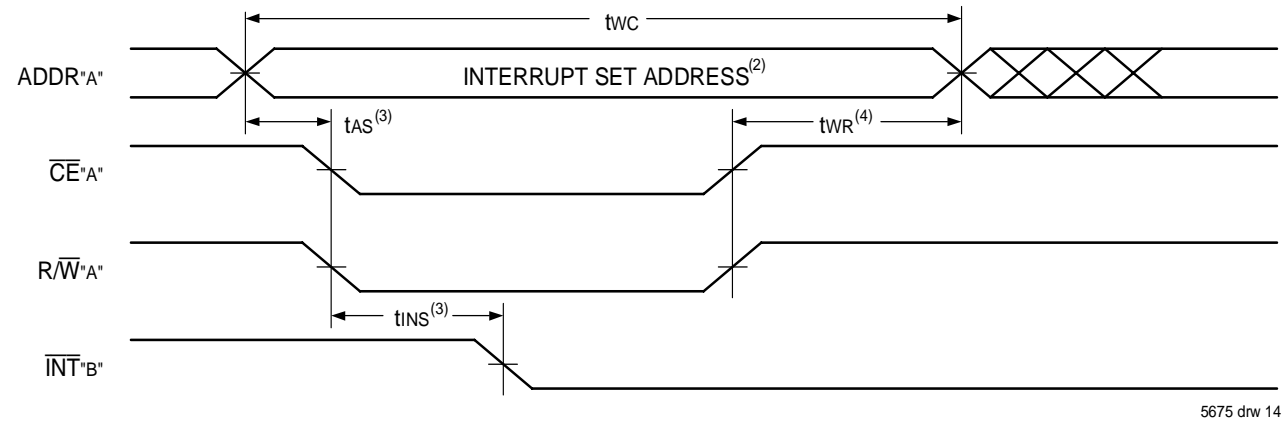 tWC
ADDR"A"
INTERRUPT SET ADDRESS(2)
tAS(3)
tWR(4)
CE"A"
R/W"A"
tINS(3)
INT"B"
5675 drw 14